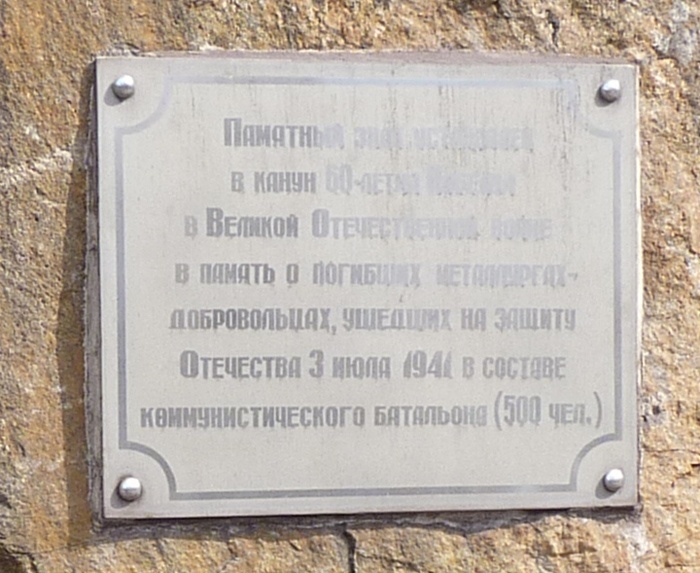 Памятный знак установлен
в канун 60-летия Победы
в Великой Отечественной войне
в память о погибших металлургах-
добровольцах, ушедших на защиту
Отечества 3 июля 1941 в составе
коммунистического батальона (500 чел.)